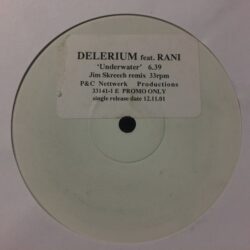 DELERIUM feat. RANI
'Underwater' 6.39
Jim Skreech remix 33rpm
P&C Nettwerk Productions
33141-1 E PROMO ONLY
single release date 12.11.01